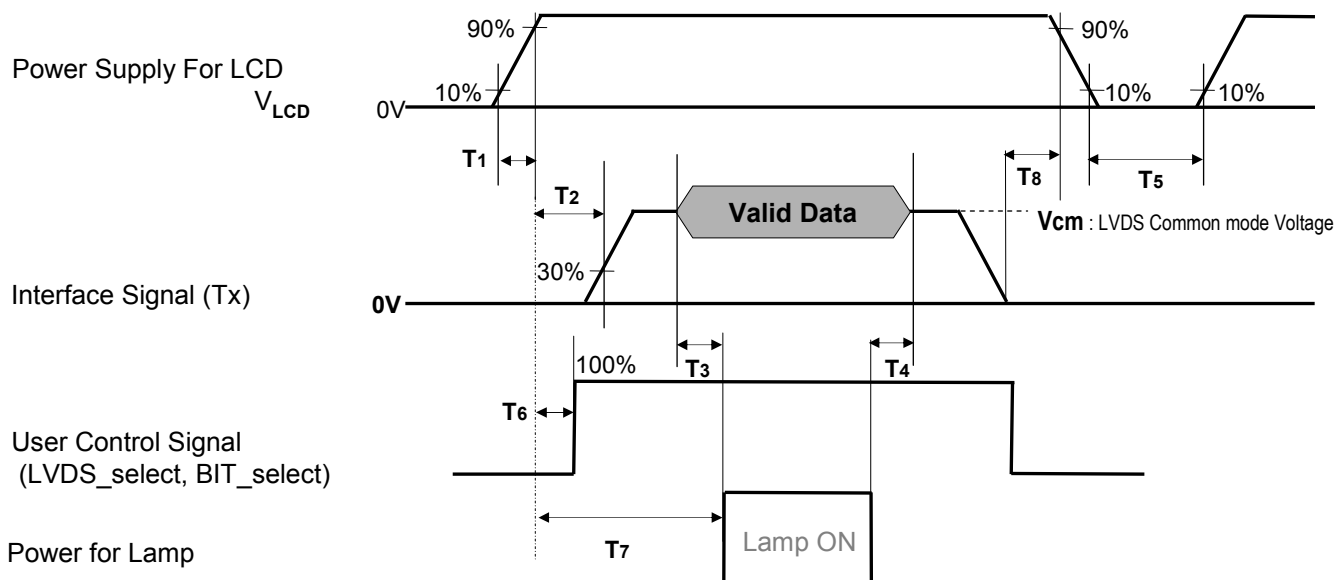 90%
90%
Power Supply For LCD
VLCD
10%
10%
10%
0V
T1
T2
T8
T5
Valid Data
Vcm : LVDS Common mode Voltage
30%
Interface Signal (Tx)
0V
100%
T3
T4
T6
User Control Signal
(LVDS_select, BIT_select)
T7
Lamp ON
Power for Lamp